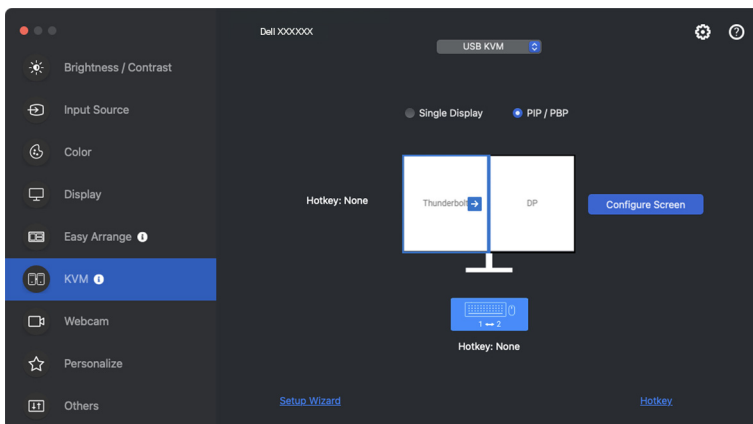 Dell XXXXXX
USB KVM
Brightness / Contrast
Input Source
Color
Display
Easy Arrange
KVM
Webcam
Personalize
Others
Single Display
PIP / PBP
Hotkey: None
Thunderbolt
DP
Configure Screen
1 ↔ 2
Hotkey: None
Setup Wizard
Hotkey